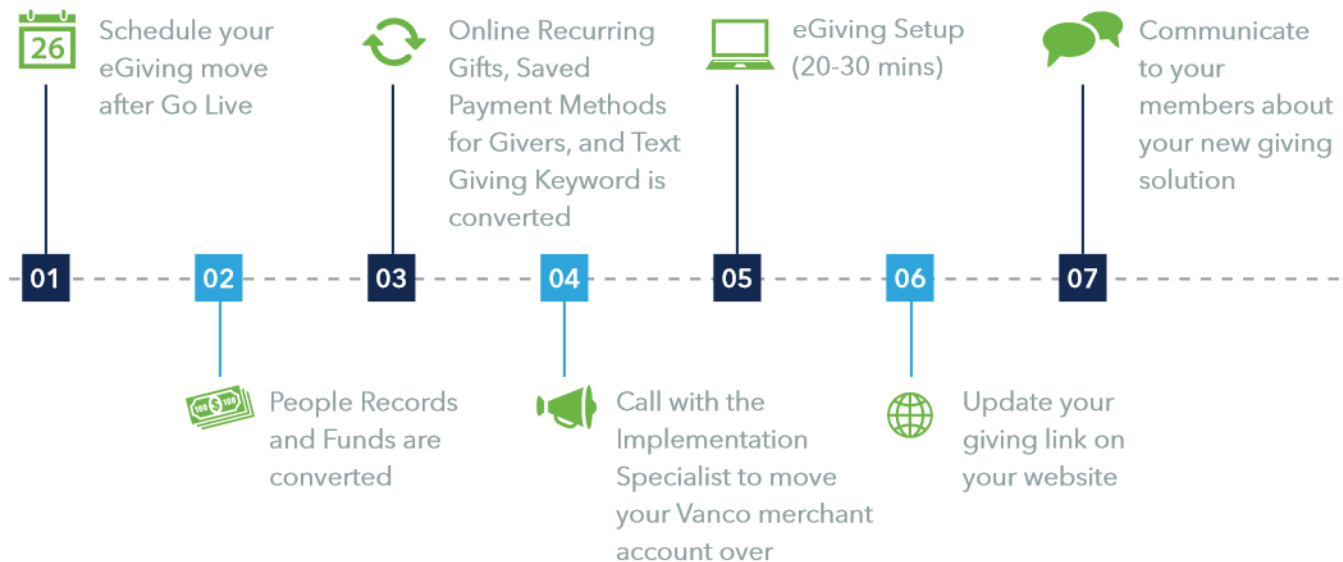 26
Schedule your
eGiving move
after Go Live
01
People Records
and Funds are
converted
02
Online Recurring
Gifts, Saved
Payment Methods
for Givers, and Text
Giving Keyword is
converted
03
Call with the
Implementation
Specialist to move
your Vanco merchant
account over
04
eGiving Setup
(20-30 mins)
05
Update your
giving link on
your website
06
Communicate
to your
members about
your new giving
solution
07
100 $ 100